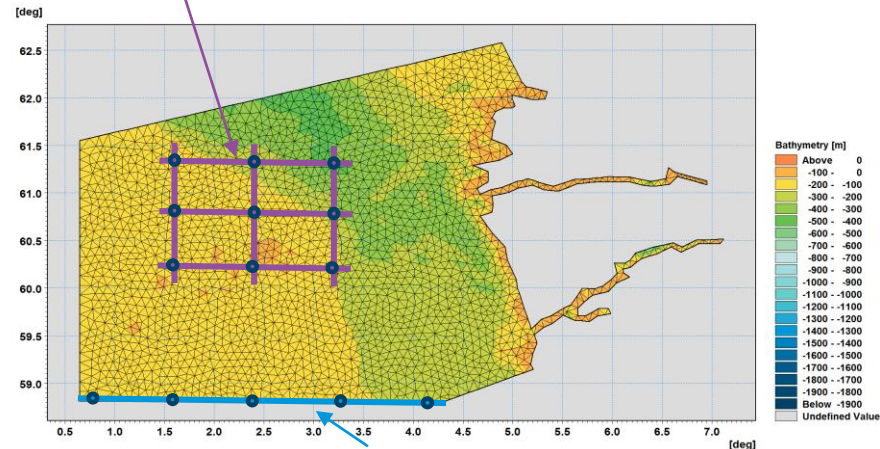 [deg]
62.5
62.0
61.5
61.0
60.5
60.0
59.5
59.0
0.5 1.0 1.5 2.0 2.5 3.0 3.5 4.0 4.5 5.0 5.5 6.0 6.5 7.0
[deg]
Bathymetry [m]
Above 0
-100 - 0
-200 - -100
-300 - -200
-400 - -300
-500 - -400
-600 - -500
-700 - -600
-800 - -700
-900 - -800
-1000 - -900
-1100 - -1000
-1200 - -1100
-1300 - -1200
-1400 - -1300
-1500 - -1400
-1600 - -1500
-1700 - -1600
-1800 - -1700
-1900 - -1800
Below -1900
Undefined Value